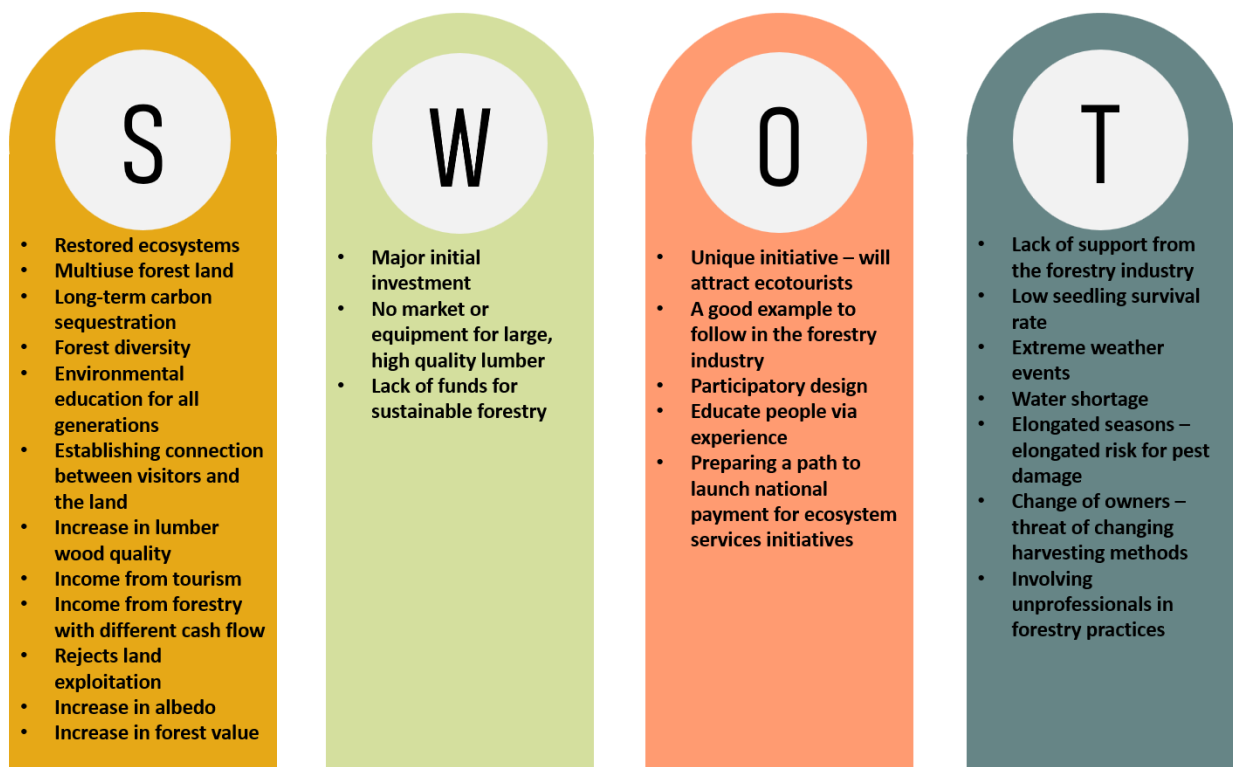 S
• Restored ecosystems
• Multiuse forest land
• Long-term carbon
sequestration
• Forest diversity
• Environmental
education for all
generations
• Establishing connection
between visitors and
the land
• Increase in lumber
wood quality
• Income from tourism
• Income from forestry
with different cash flow
• Rejects land
exploitation
• Increase in albedo
• Increase in forest value
W
• Major initial
investment
• No market or
equipment for large,
high quality lumber
• Lack of funds for
sustainable forestry
O
• Unique initiative – will
attract ecotourists
• A good example to
follow in the forestry
industry
• Participatory design
• Educate people via
experience
• Preparing a path to
launch national
payment for ecosystem
services initiatives
T
• Lack of support from
the forestry industry
• Low seedling survival
rate
• Extreme weather
events
• Water shortage
• Elongated seasons –
elongated risk for pest
damage
• Change of owners –
threat of changing
harvesting methods
• Involving
unprofessionals in
forestry practices